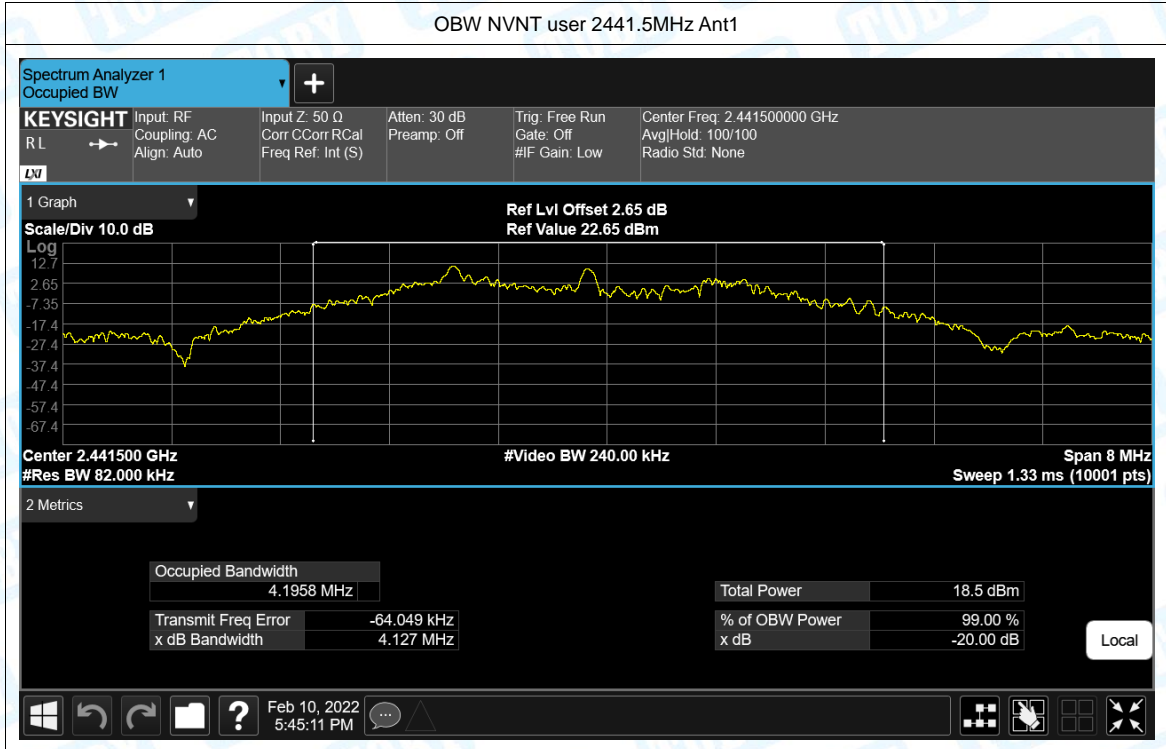 OBW NVNT user 2441.5MHz Ant1
Spectrum Analyzer 1
Occupied BW
+
KEYSIGHT
R L
LXI
Input: RF
Coupling: AC
Align: Auto
Input Z: 50 Ω
Corr CCorr RCal
Freq Ref: Int (S)
Atten: 30 dB
Preamp: Off
Trig: Free Run
Gate: Off
#IF Gain: Low
Center Freq: 2.441500000 GHz
Avg|Hold: 100/100
Radio Std: None
1 Graph
Scale/Div 10.0 dB
Ref Lvl Offset 2.65 dB
Ref Value 22.65 dBm
Log
12.7
2.65
-7.35
-17.4
-27.4
-37.4
-47.4
-57.4
-67.4
Center 2.441500 GHz
#Res BW 82.000 kHz
#Video BW 240.00 kHz
Span 8 MHz
Sweep 1.33 ms (10001 pts)
2 Metrics
Occupied Bandwidth
4.1958 MHz
Transmit Freq Error -64.049 kHz
x dB Bandwidth 4.127 MHz
Total Power 18.5 dBm
% of OBW Power 99.00 %
x dB -20.00 dB
Local
?
Feb 10, 2022
5:45:11 PM
TOBY